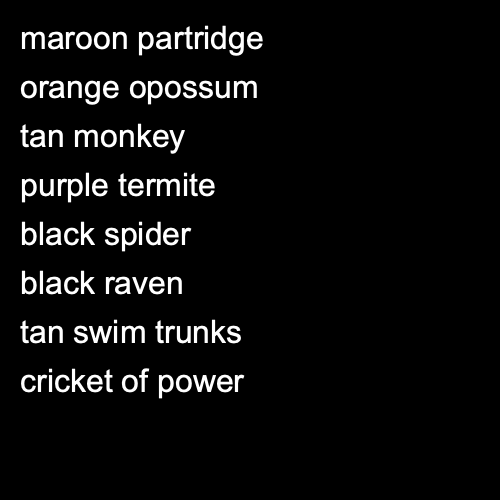 maroon partridge
orange opossum
tan monkey
purple termite
black spider
black raven
tan swim trunks
cricket of power